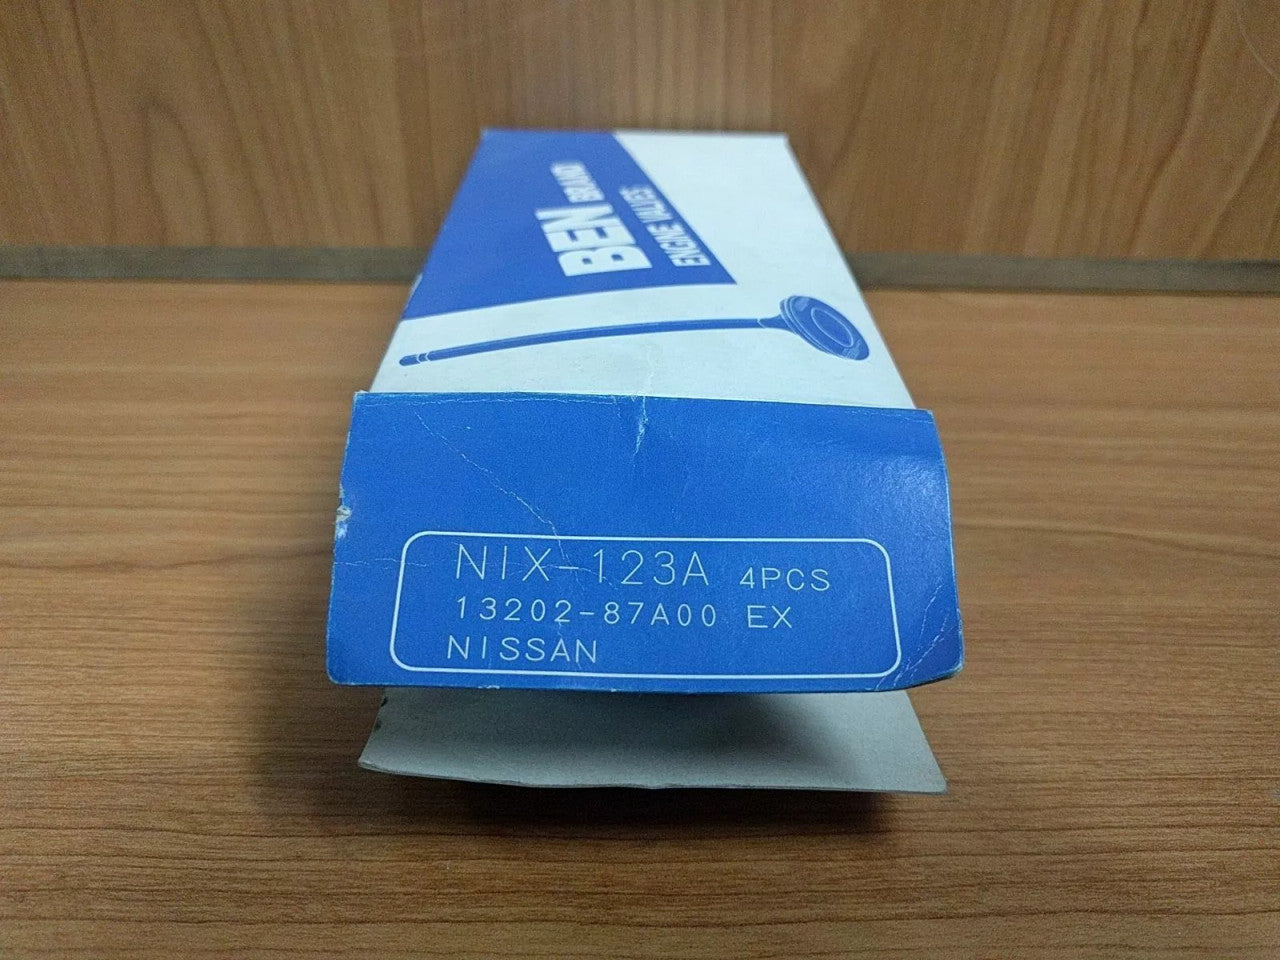 BEN BRAND
ENGINE VALVES
NIX-123A 4PCS
13202-87A00 EX
NISSAN